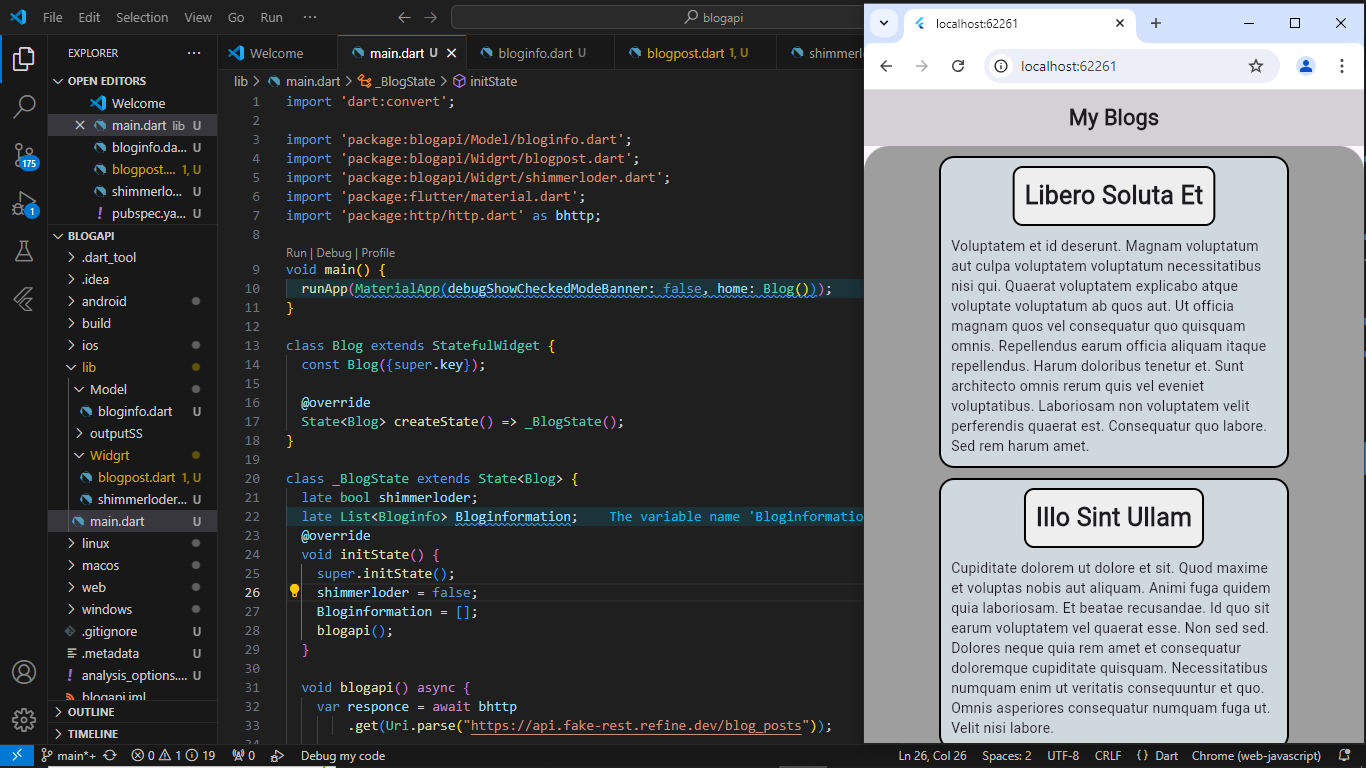 File Edit Selection View Go Run ··· blogapi
EXPLORER ···
OPEN EDITORS
Welcome
main.dart lib U
bloginfo.da... U
blogpost.... 1, U
shimmerlo... U
pubspec.ya... U
BLOGAPI
.dart_tool
.idea
android
build
ios
lib
Model
bloginfo.dart U
outputSS
Widgrt
blogpost.dart 1, U
shimmerloder... U
main.dart U
linux
macos
web
windows
.gitignore U
.metadata U
analysis_options.... U
blogapi.iml U
OUTLINE
TIMELINE
175
1
Welcome main.dart U bloginfo.dart U blogpost.dart 1, U shimmerl
lib > main.dart > _BlogState > initState
1 import 'dart:convert';
2
3 import 'package:blogapi/Model/bloginfo.dart';
4 import 'package:blogapi/Widgrt/blogpost.dart';
5 import 'package:blogapi/Widgrt/shimmerloder.dart';
6 import 'package:flutter/material.dart';
7 import 'package:http/http.dart' as bhttp;
8
Run | Debug | Profile
9 void main() {
10 runApp(MaterialApp(debugShowCheckedModeBanner: false, home: Blog()));
11 }
12
13 class Blog extends StatefulWidget {
14 const Blog({super.key});
15
16 @override
17 State<Blog> createState() => _BlogState();
18 }
19
20 class _BlogState extends State<Blog> {
21 late bool shimmerloder;
22 late List<Bloginfo> Bloginformation; The variable name 'Bloginformatio
23 @override
24 void initState() {
25 super.initState();
26 shimmerloder = false;
27 Bloginformation = [];
28 blogapi();
29 }
30
31 void blogapi() async {
32 var responce = await bhttp
33 .get(Uri.parse("https://api.fake-rest.refine.dev/blog_posts"));
localhost:62261
localhost:62261
My Blogs
Libero Soluta Et
Voluptatem et id deserunt. Magnam voluptatum
aut culpa voluptatem voluptatum necessitatibus
nisi qui. Quaerat voluptatem explicabo atque
voluptate voluptatum ab quos aut. Ut officia
magnam quos vel consequatur quo quisquam
omnis. Repellendus earum officia aliquam itaque
repellendus. Harum doloribus tenetur et. Sunt
architecto omnis rerum quis vel eveniet
voluptatibus. Laboriosam non voluptatem velit
perferendis quaerat est. Consequatur quo labore.
Sed rem harum amet.
Illo Sint Ullam
Cupiditate dolorem ut dolore et sit. Quod maxime
et voluptas nobis aut aliquam. Animi fuga quidem
quia laboriosam. Et beatae recusandae. Id quo sit
earum voluptatem vel quaerat esse. Non sed sed.
Dolores neque quia rem amet et consequatur
doloremque cupiditate quisquam. Necessitatibus
numquam enim ut veritatis consequuntur et quo.
Omnis asperiores consequatur numquam fuga ut.
Velit nisi labore.
main*+ 0 1 19 0 Debug my code Ln 26, Col 26 Spaces: 2 UTF-8 CRLF {} Dart Chrome (web-javascript)